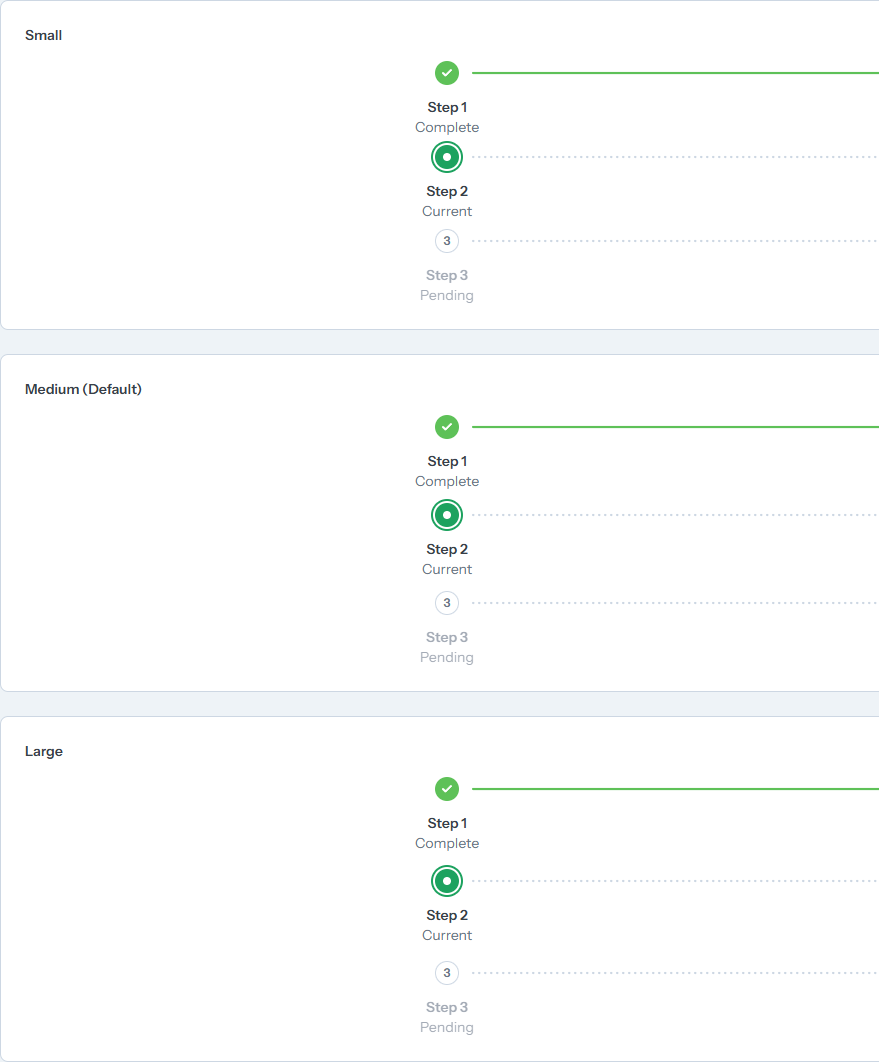 Small
Step 1
Complete
Step 2
Current
3
Step 3
Pending
Medium (Default)
Step 1
Complete
Step 2
Current
3
Step 3
Pending
Large
Step 1
Complete
Step 2
Current
3
Step 3
Pending